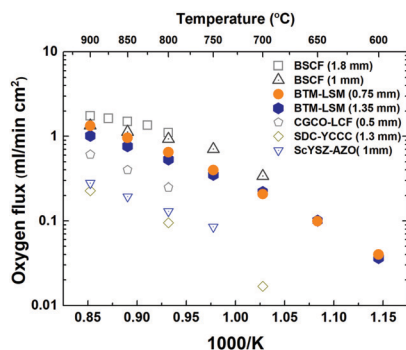 Temperature (°C)
900 850 800 750 700 650 600
10
1
0.1
0.01
Oxygen flux (ml/min cm²)
BSCF (1.8 mm)
BSCF (1 mm)
BTM-LSM (0.75 mm)
BTM-LSM (1.35 mm)
CGCO-LCF (0.5 mm)
SDC-YCCC (1.3 mm)
ScYSZ-AZO( 1mm)
0.85 0.90 0.95 1.00 1.05 1.10 1.15
1000/K